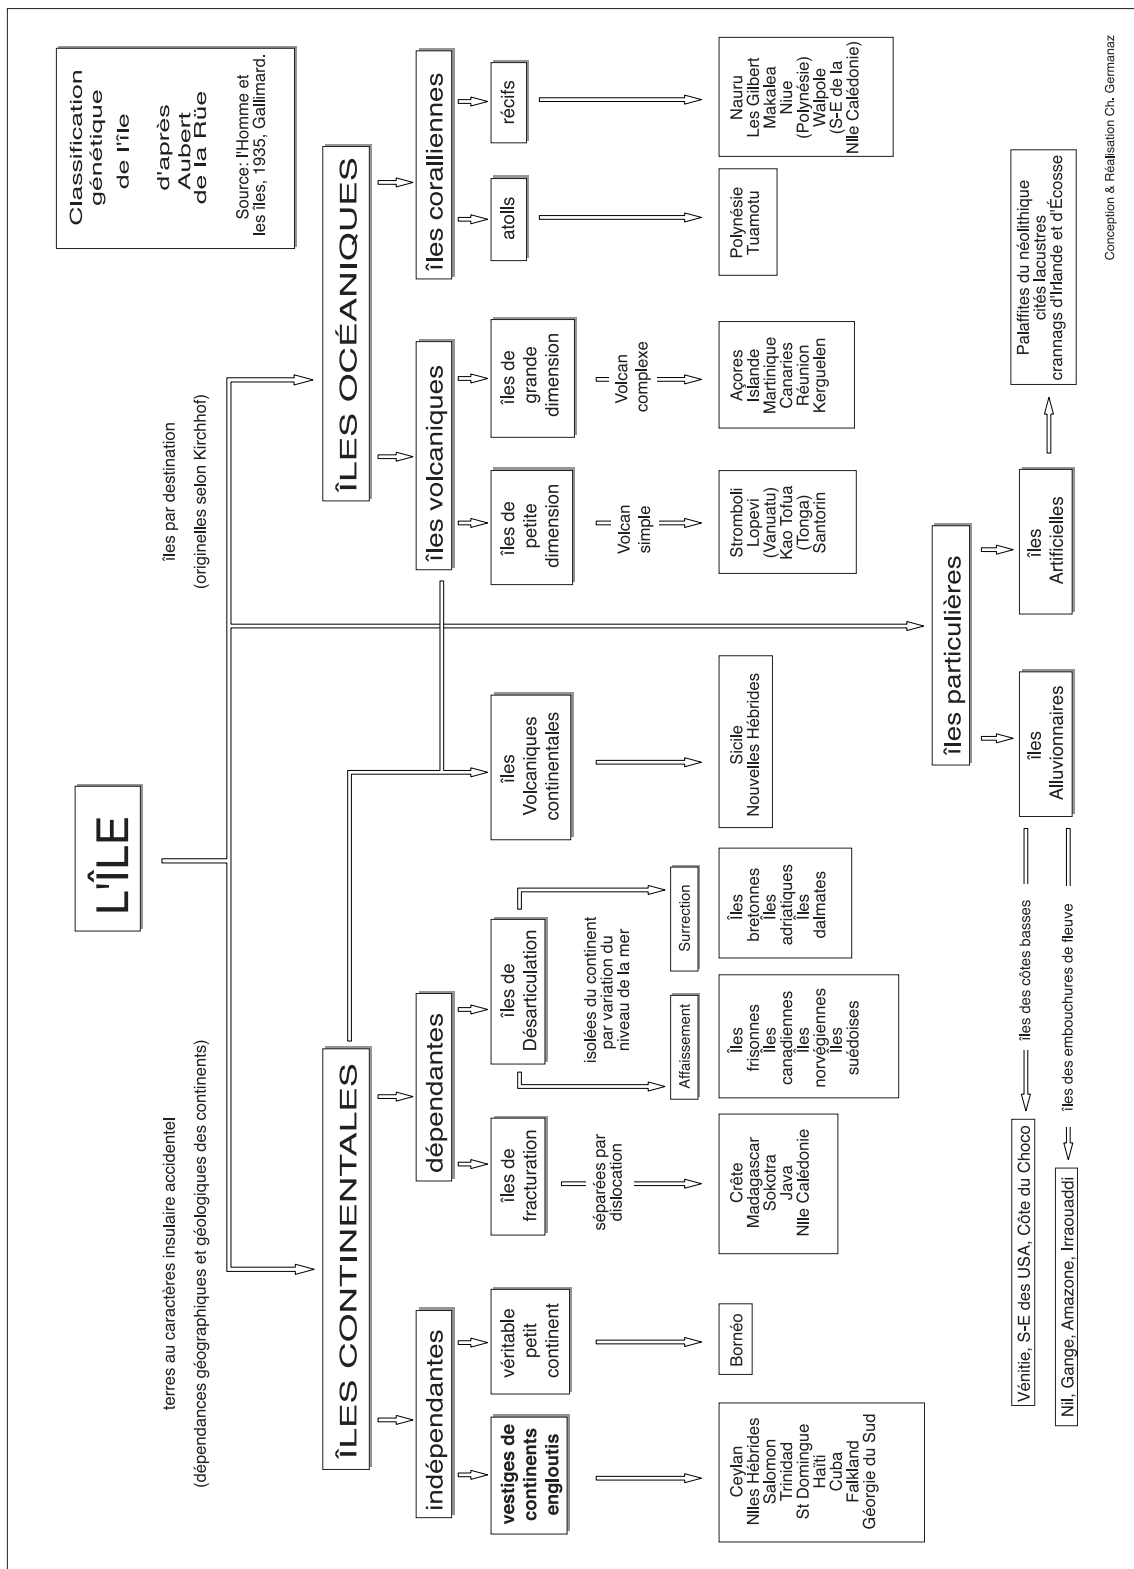 L'ÎLE
Classification
génétique
de l'île
d'après
Aubert
de la Rüe
Source: l'Homme et
les îles, 1935, Gallimard.
terres au caractères insulaire accidentel
(dépendances géographiques et géologiques des continents)
îles par destination
(originelles selon Kirchhof)
ÎLES CONTINENTALES
ÎLES OCÉANIQUES
indépendantes
dépendantes
îles volcaniques
îles coralliennes
vestiges de
continents
engloutis
véritable
petit
continent
îles de
fracturation
îles de
Désarticulation
îles
Volcaniques
continentales
îles de
petite
dimension
îles de
grande
dimension
atolls
récifs
séparées par
dislocation
isolées du continent
par variation du
niveau de la mer
Volcan
simple
Volcan
complexe
Affaissement
Surrection
Ceylan
Nlles Hébrides
Salomon
Trinidad
St Domingue
Haïti
Cuba
Falkland
Géorgie du Sud
Bornéo
Crête
Madagascar
Sokotra
Java
Nlle Calédonie
Îles
frisonnes
Îles
canadiennes
Îles
norvégiennes
Îles
suédoises
Îles
bretonnes
Îles
adriatiques
Îles
dalmates
Sicile
Nouvelles Hébrides
Stromboli
Lopevi
(Vanuatu)
Kao Tofua
(Tonga)
Santorin
Açores
Islande
Martinique
Canaries
Réunion
Kerguelen
Polynésie
Tuamotu
Nauru
Les Gilbert
Makalea
Niue
(Polynésie)
Walpole
(S-E de la
Nlle Calédonie)
îles particulières
îles
Alluvionnaires
îles
Artificielles
Vénitie, S-E des USA, Côte du Choco
îles des côtes basses
Nil, Gange, Amazone, Irraouaddi
îles des embouchures de fleuve
Palaffites du néolithique
cités lacustres
crannags d'Irlande et d'Écosse
Conception & Réalisation Ch. Germanaz